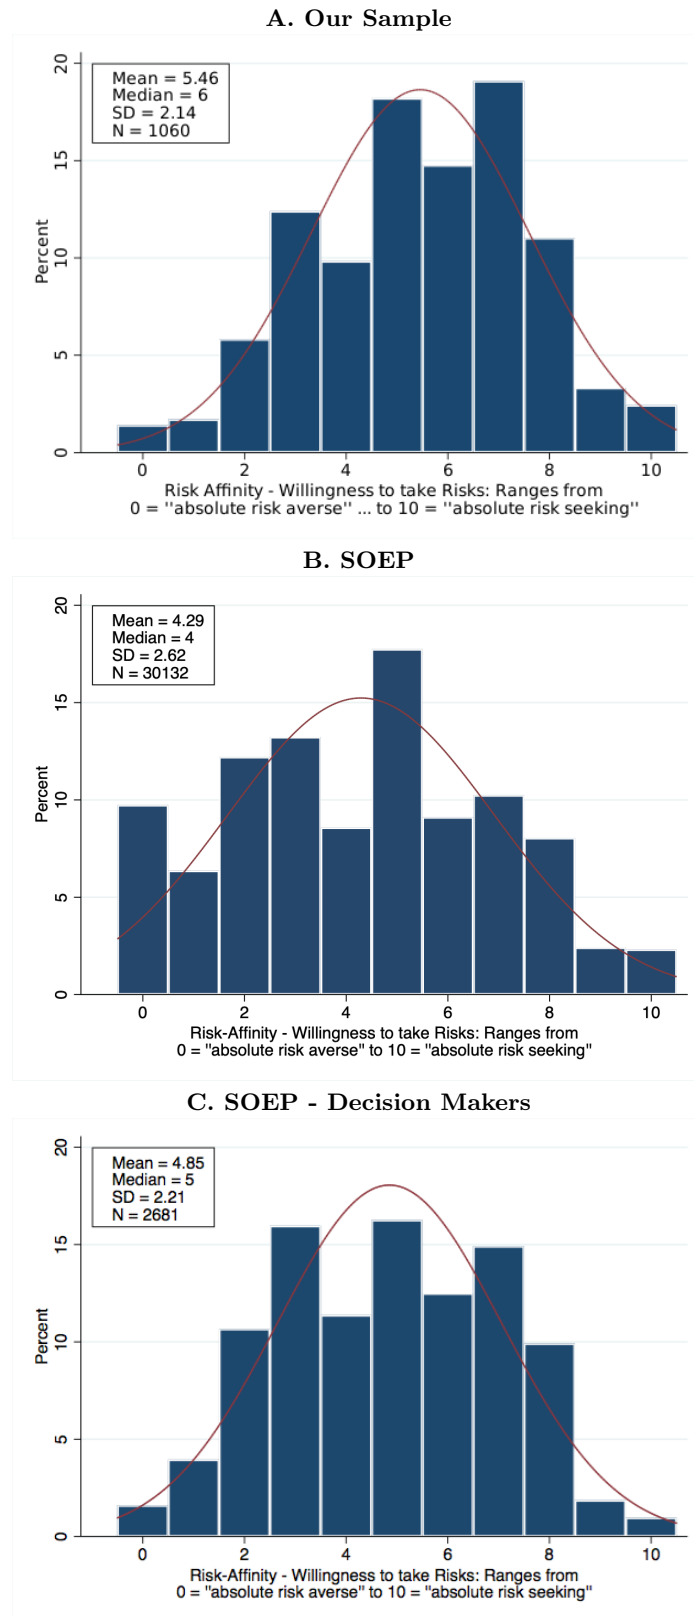 A. Our Sample
Mean = 5.46
Median = 6
SD = 2.14
N = 1060
20
15
10
5
0
Percent
0 2 4 6 8 10
Risk Affinity - Willingness to take Risks: Ranges from
0 = ''absolute risk averse'' ... to 10 = ''absolute risk seeking''
B. SOEP
Mean = 4.29
Median = 4
SD = 2.62
N = 30132
20
15
10
5
0
Percent
0 2 4 6 8 10
Risk-Affinity - Willingness to take Risks: Ranges from
0 = "absolute risk averse" to 10 = "absolute risk seeking"
C. SOEP - Decision Makers
Mean = 4.85
Median = 5
SD = 2.21
N = 2681
20
15
10
5
0
Percent
0 2 4 6 8 10
Risk-Affinity - Willingness to take Risks: Ranges from
0 = "absolute risk averse" to 10 = "absolute risk seeking"